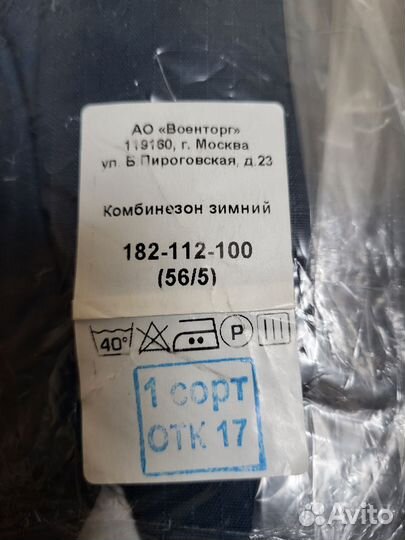 АО «Военторг»
119160, г. Москва
ул. Б.Пироговская, д.23
Комбинезон зимний
182-112-100
(56/5)
40°
P
1 сорт
ОТК 17
Avito